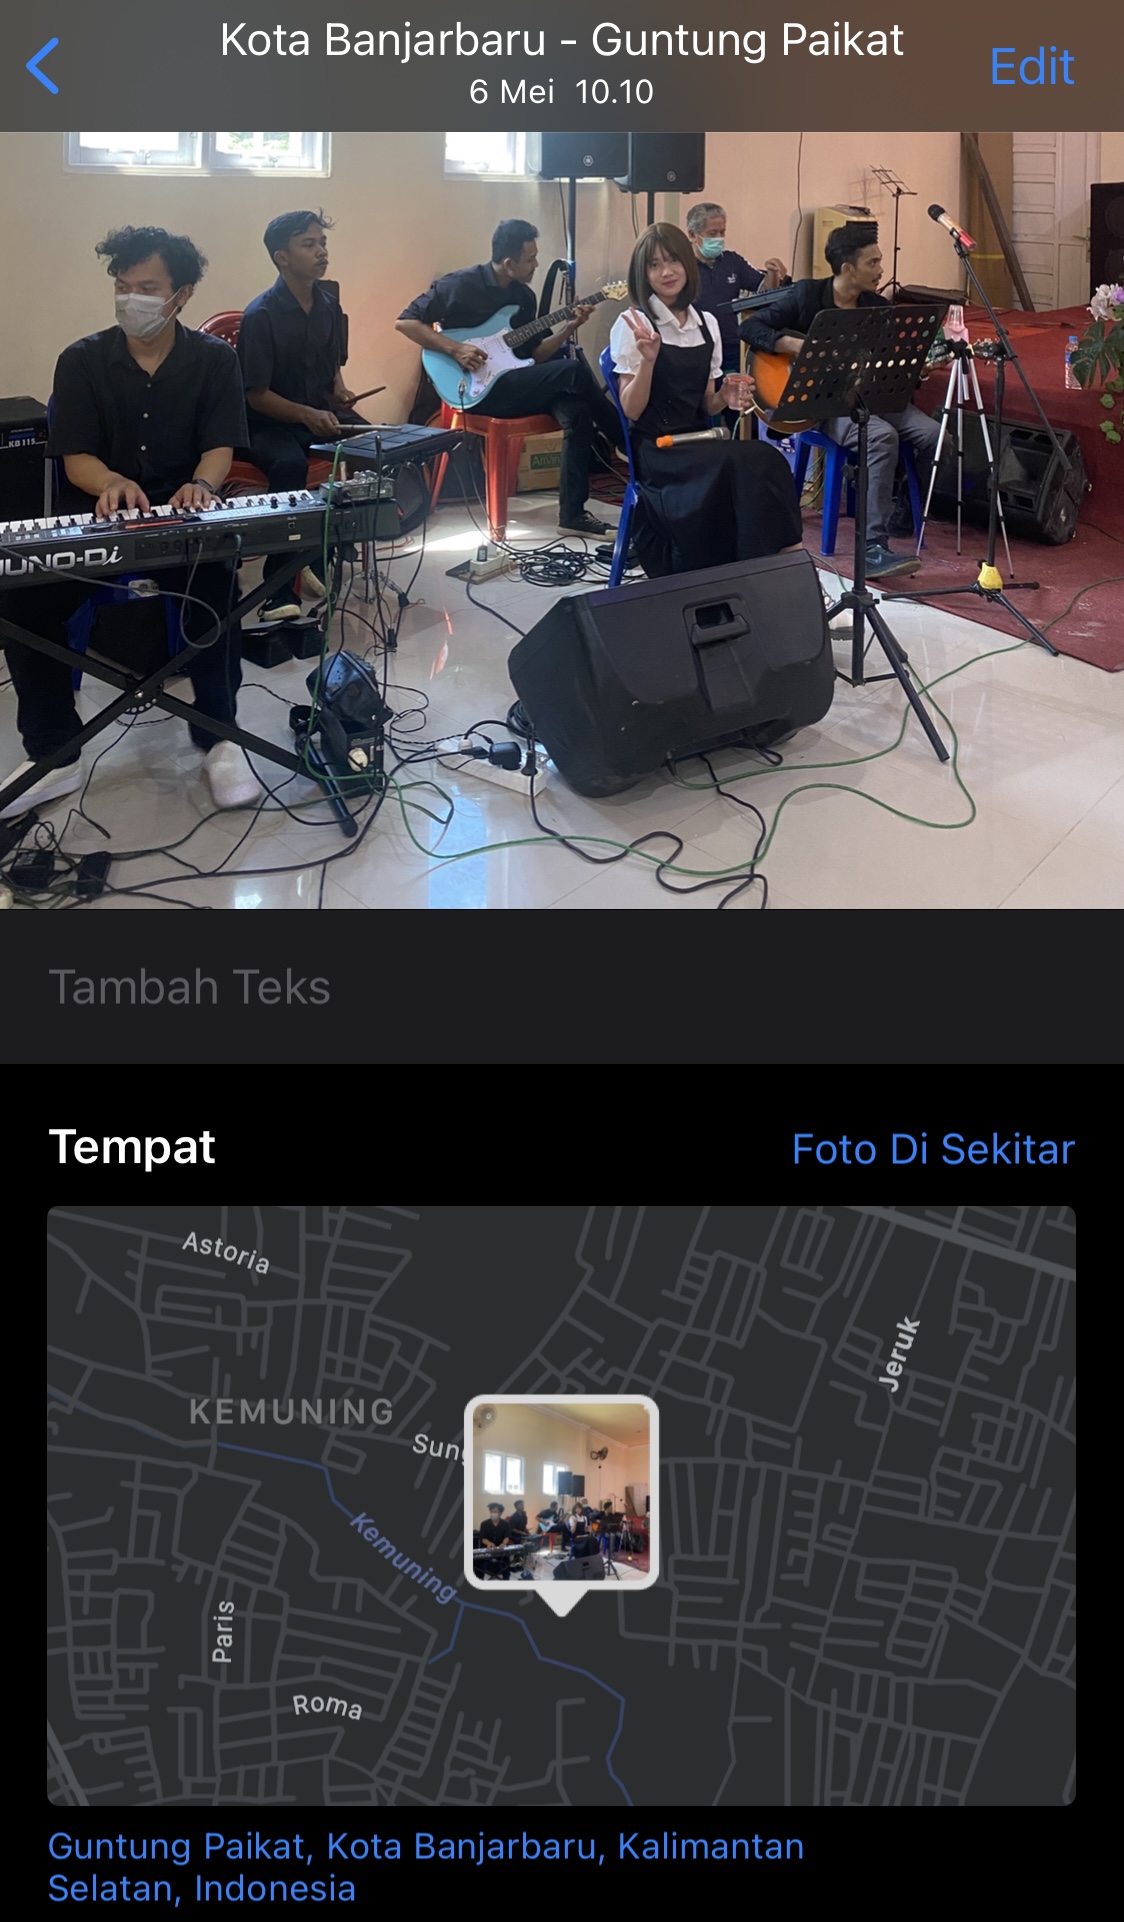 Kota Banjarbaru - Guntung Paikat
Edit
6 Mei 10.10
KB115
JUNO-Di
Tambah Teks
Tempat
Foto Di Sekitar
Astoria
Jeruk
KEMUNING
Kemuning
Paris
Roma
Guntung Paikat, Kota Banjarbaru, Kalimantan
Selatan, Indonesia